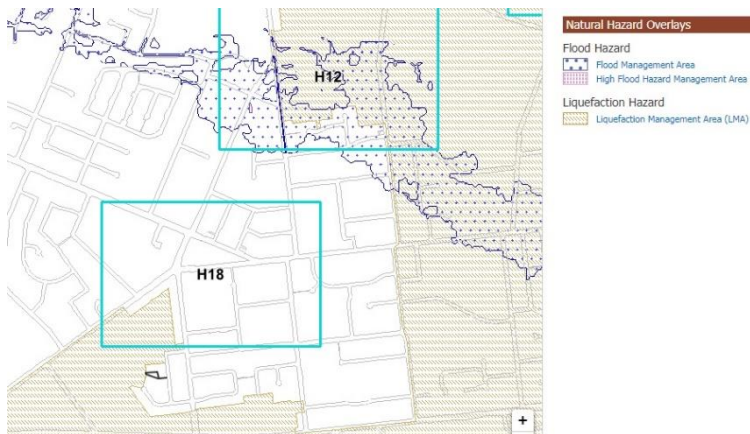 H12
H18
+
Natural Hazard Overlays
Flood Hazard
Flood Management Area
High Flood Hazard Management Area
Liquefaction Hazard
Liquefaction Management Area (LMA)